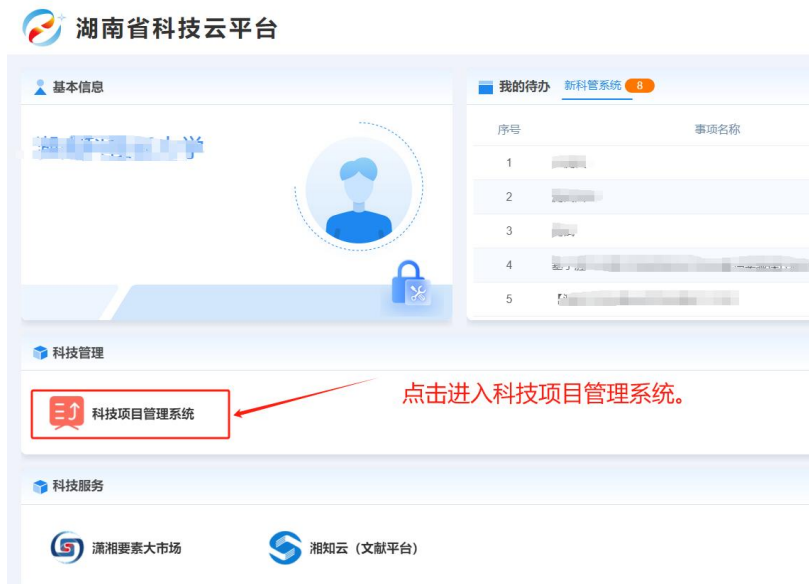 湖南省科技云平台
基本信息
我的待办 新科管系统 8
序号 事项名称
1
2
3
4
5
科技管理
科技项目管理系统
点击进入科技项目管理系统。
科技服务
潇湘要素大市场
湘知云（文献平台）